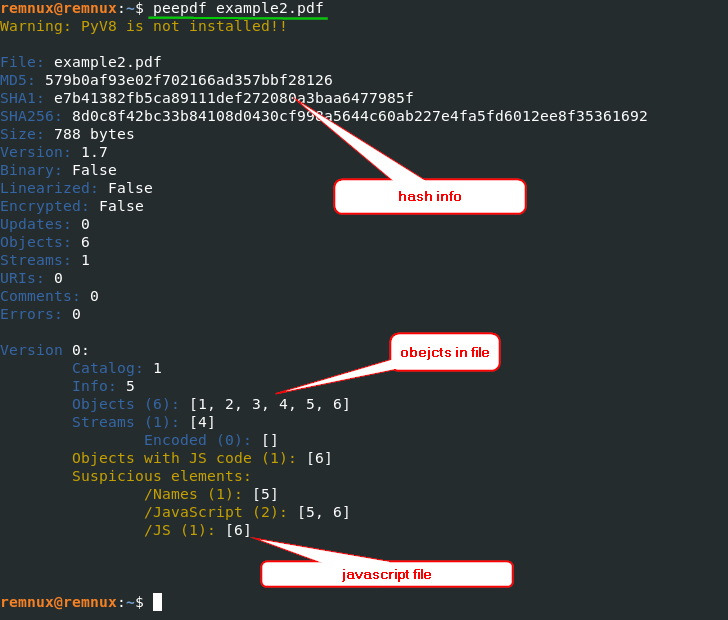 remnux@remnux:~$ peepdf example2.pdf
Warning: PyV8 is not installed!!
File: example2.pdf
MD5: 579b0af93e02f702166ad357bbf28126
SHA1: e7b41382fb5ca89111def272080a3baa6477985f
SHA256: 8d0c8f42bc33b84108d0430cf998a5644c60ab227e4fa5fd6012ee8f35361692
Size: 788 bytes
Version: 1.7
Binary: False
Linearized: False
hash info
Encrypted: False
Updates: 0
Objects: 6
Streams: 1
URIs: 0
Comments: 0
Errors: 0
Version 0:
obejcts in file
Catalog: 1
Info: 5
Objects (6): [1, 2, 3, 4, 5, 6]
Streams (1): [4]
Encoded (0): []
Objects with JS code (1): [6]
Suspicious elements:
/Names (1): [5]
/JavaScript (2): [5, 6]
/JS (1): [6]
javascript file
remnux@remnux:~$